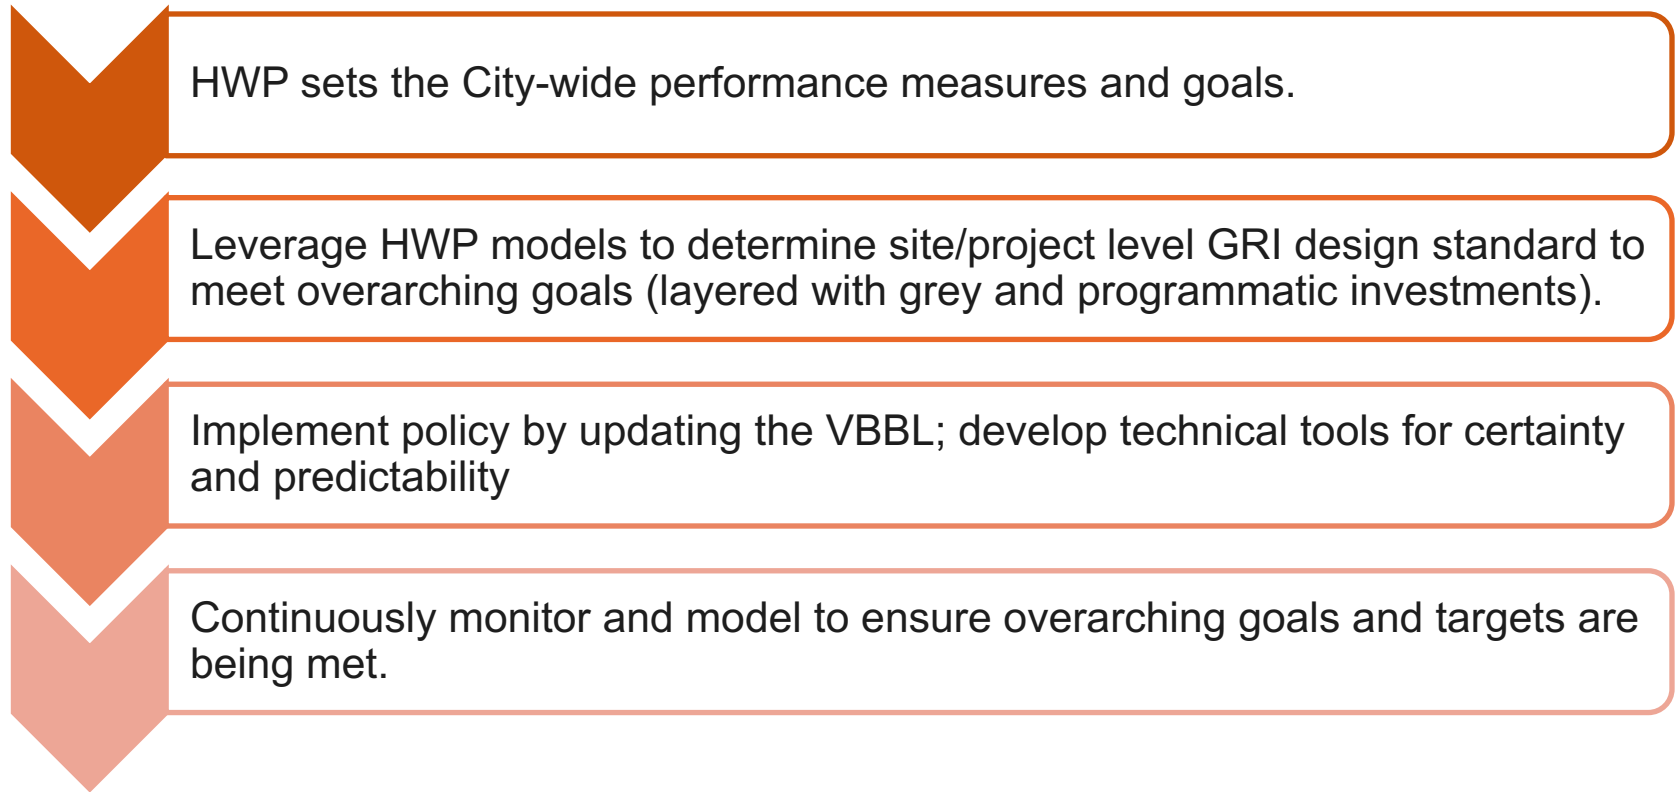 HWP sets the City-wide performance measures and goals.
Leverage HWP models to determine site/project level GRI design standard to
meet overarching goals (layered with grey and programmatic investments).
Implement policy by updating the VBBL; develop technical tools for certainty
and predictability
Continuously monitor and model to ensure overarching goals and targets are
being met.